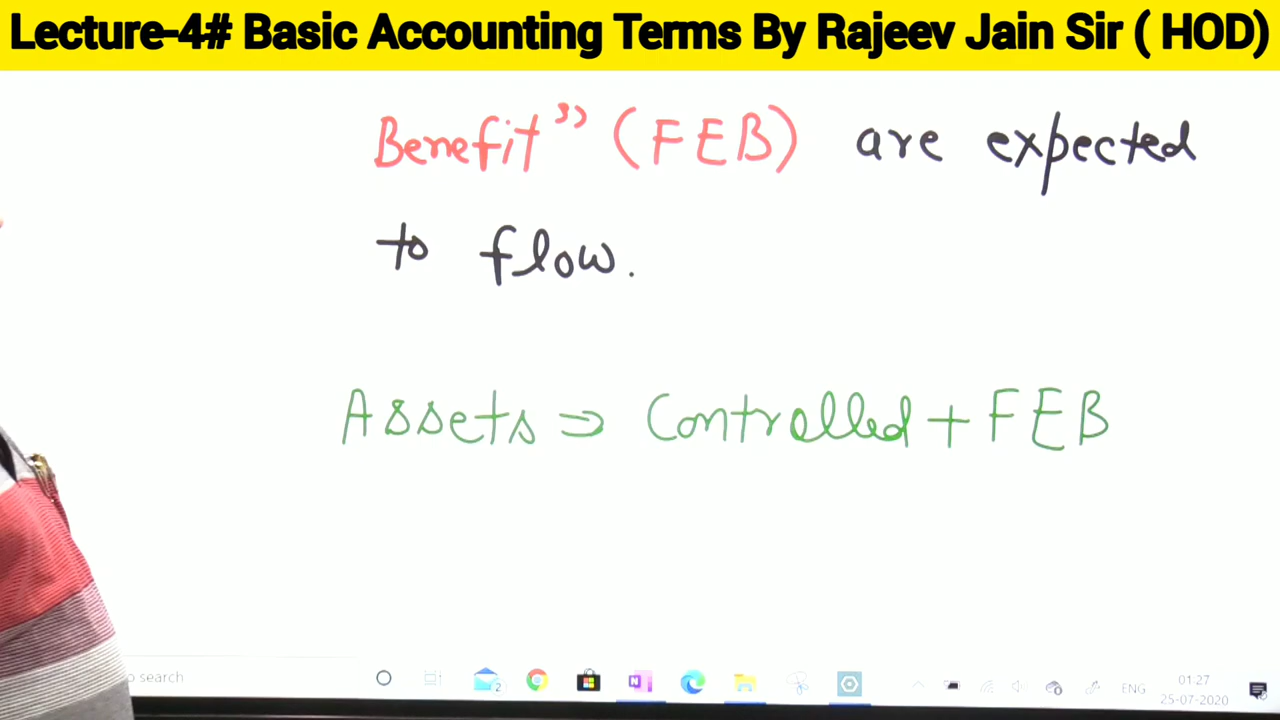 Lecture-4# Basic Accounting Terms By Rajeev Jain Sir ( HOD)
Benefit" (FEB) are expected
to flow.
Assets ⇒ Controlled + FEB
o search
2
ENG
01:27
25-07-2020